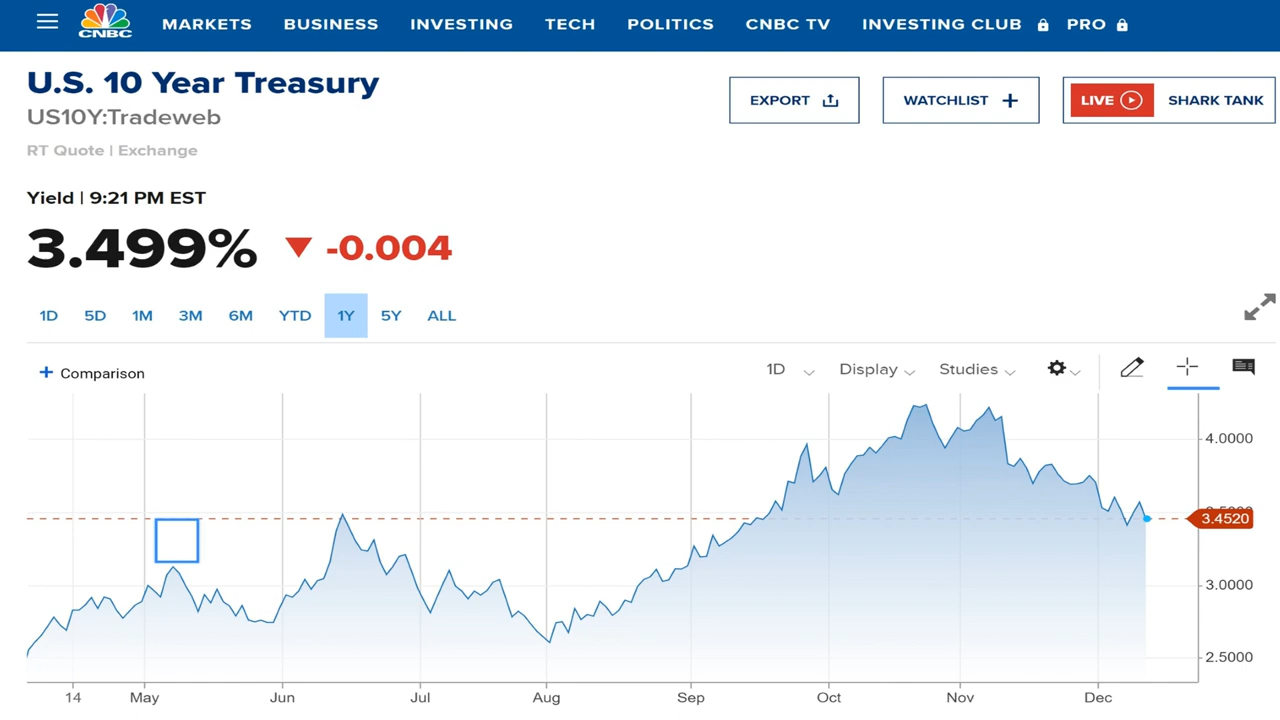 MARKETS BUSINESS INVESTING TECH POLITICS CNBC TV INVESTING CLUB PRO
CNBC
U.S. 10 Year Treasury
US10Y:Tradeweb
RT Quote | Exchange
EXPORT WATCHLIST + LIVE SHARK TANK
Yield | 9:21 PM EST
3.499% ▼ -0.004
1D 5D 1M 3M 6M YTD 1Y 5Y ALL
+ Comparison 1D Display Studies
4.0000
3.4520
3.0000
2.5000
14 May Jun Jul Aug Sep Oct Nov Dec